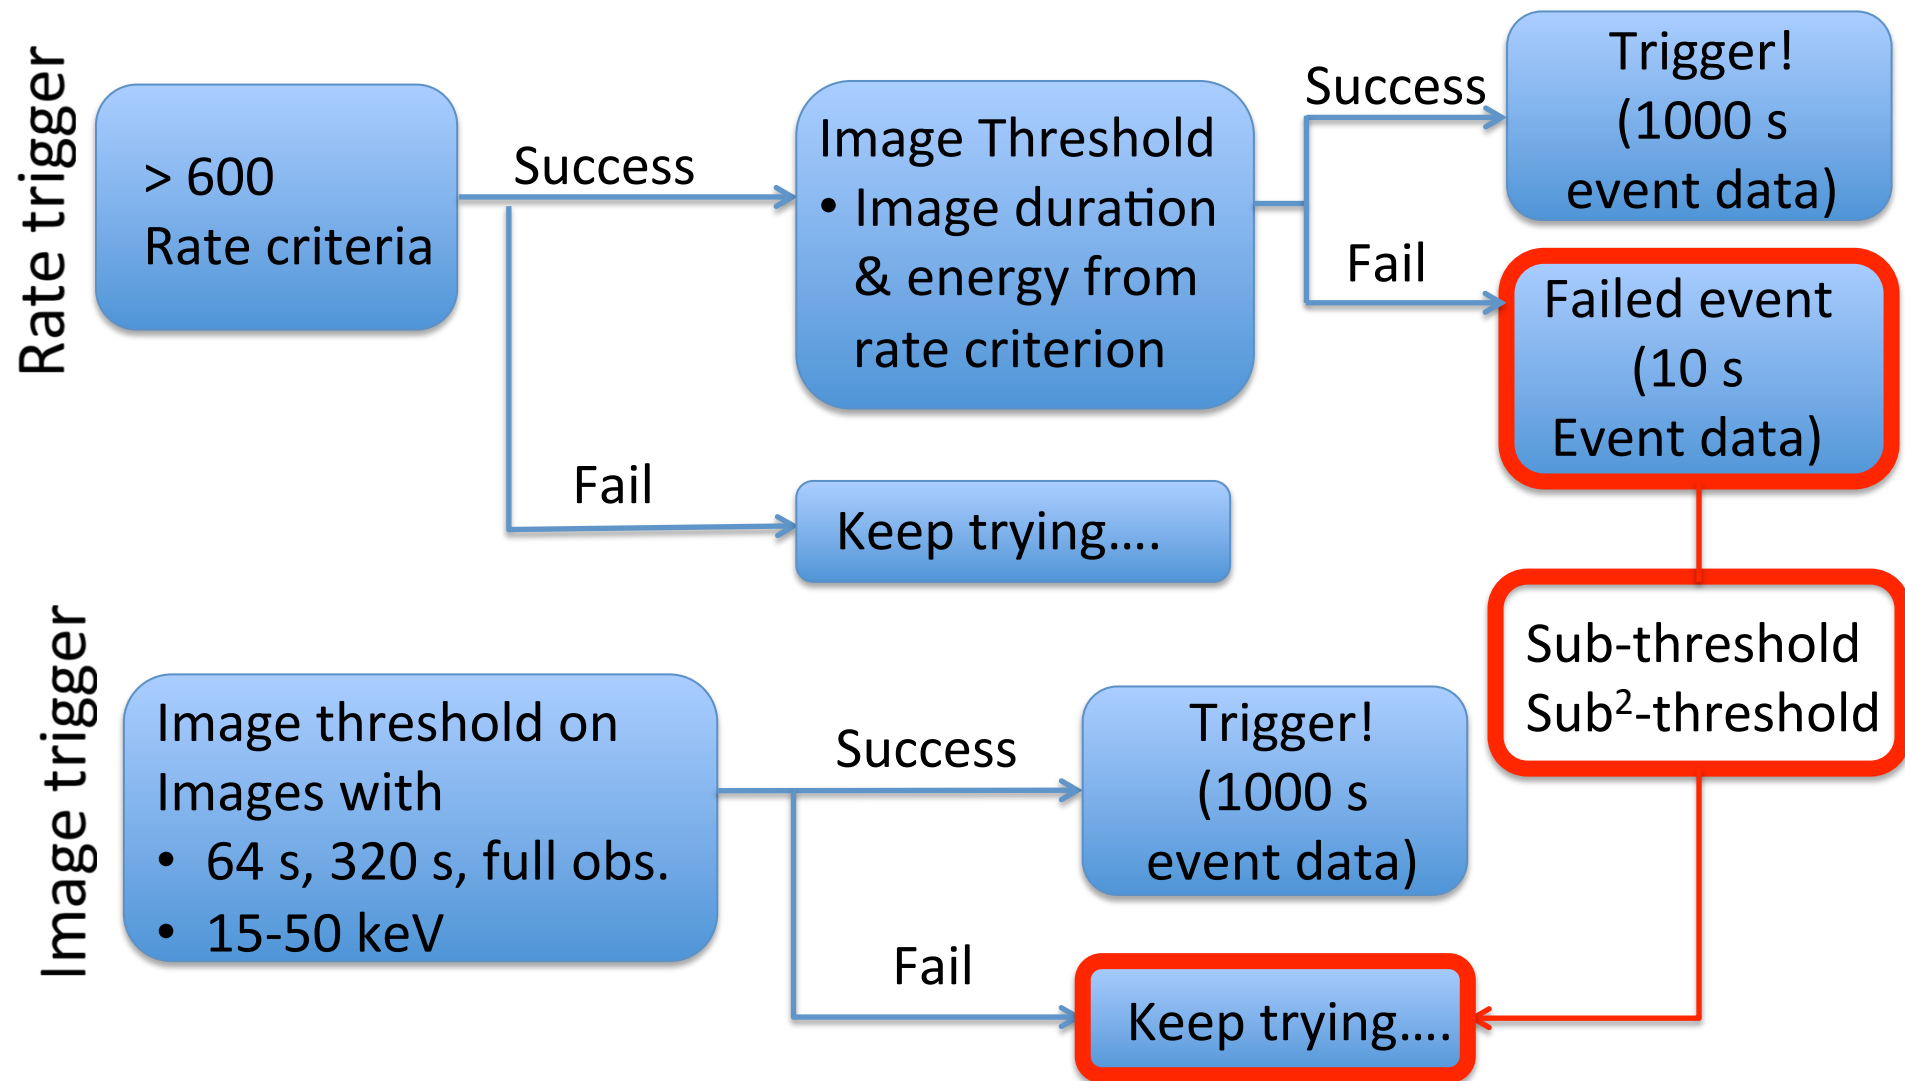 Rate trigger
> 600
Rate criteria
Success
Image Threshold
• Image duration
& energy from
rate criterion
Success
Trigger!
(1000 s
event data)
Fail
Failed event
(10 s
Event data)
Fail
Keep trying....
Sub-threshold
Sub²-threshold
Image trigger
Image threshold on
Images with
• 64 s, 320 s, full obs.
• 15-50 keV
Success
Trigger!
(1000 s
event data)
Fail
Keep trying....